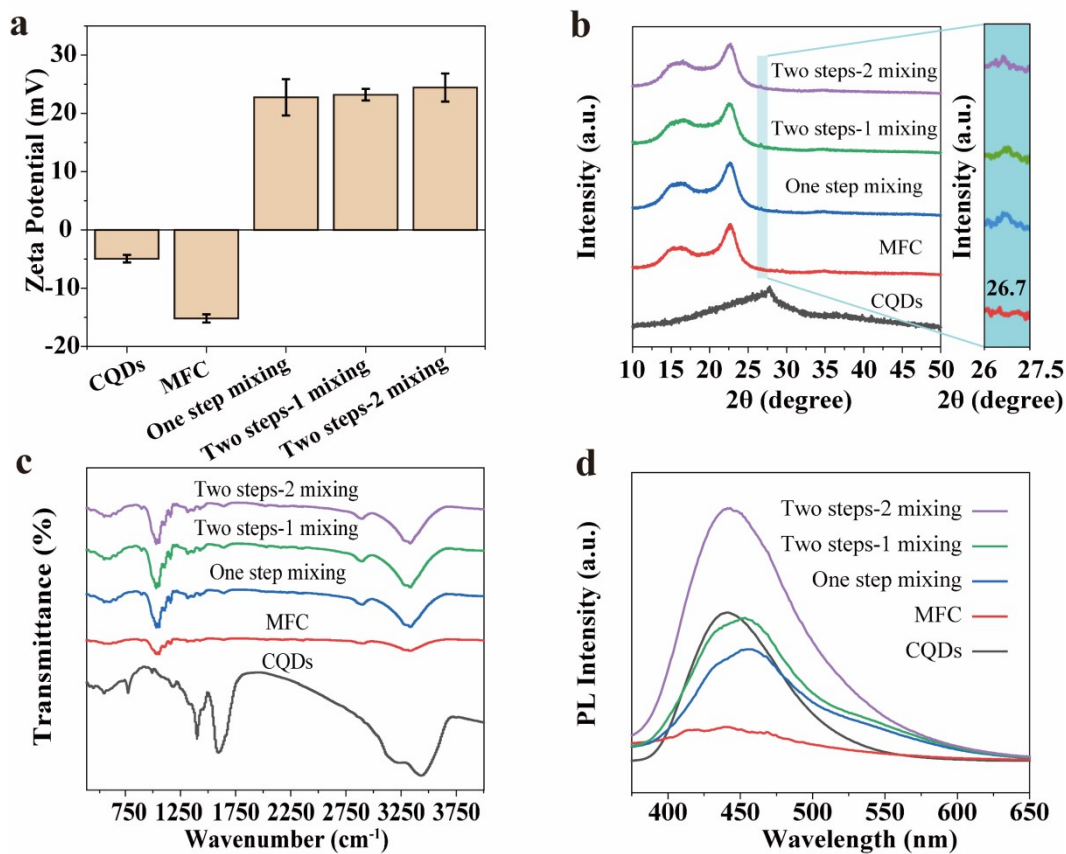 a
Zeta Potential (mV)
30
20
10
0
-10
-20
CQDs
MFC
One step mixing
Two steps-1 mixing
Two steps-2 mixing
b
Intensity (a.u.)
Two steps-2 mixing
Two steps-1 mixing
One step mixing
MFC
CQDs
10 15 20 25 30 35 40 45 50
2θ (degree)
Intensity (a.u.)
26.7
26 27.5
2θ (degree)
c
Transmittance (%)
Two steps-2 mixing
Two steps-1 mixing
One step mixing
MFC
CQDs
750 1250 1750 2250 2750 3250 3750
Wavenumber (cm⁻¹)
d
PL Intensity (a.u.)
Two steps-2 mixing
Two steps-1 mixing
One step mixing
MFC
CQDs
400 450 500 550 600 650
Wavelength (nm)